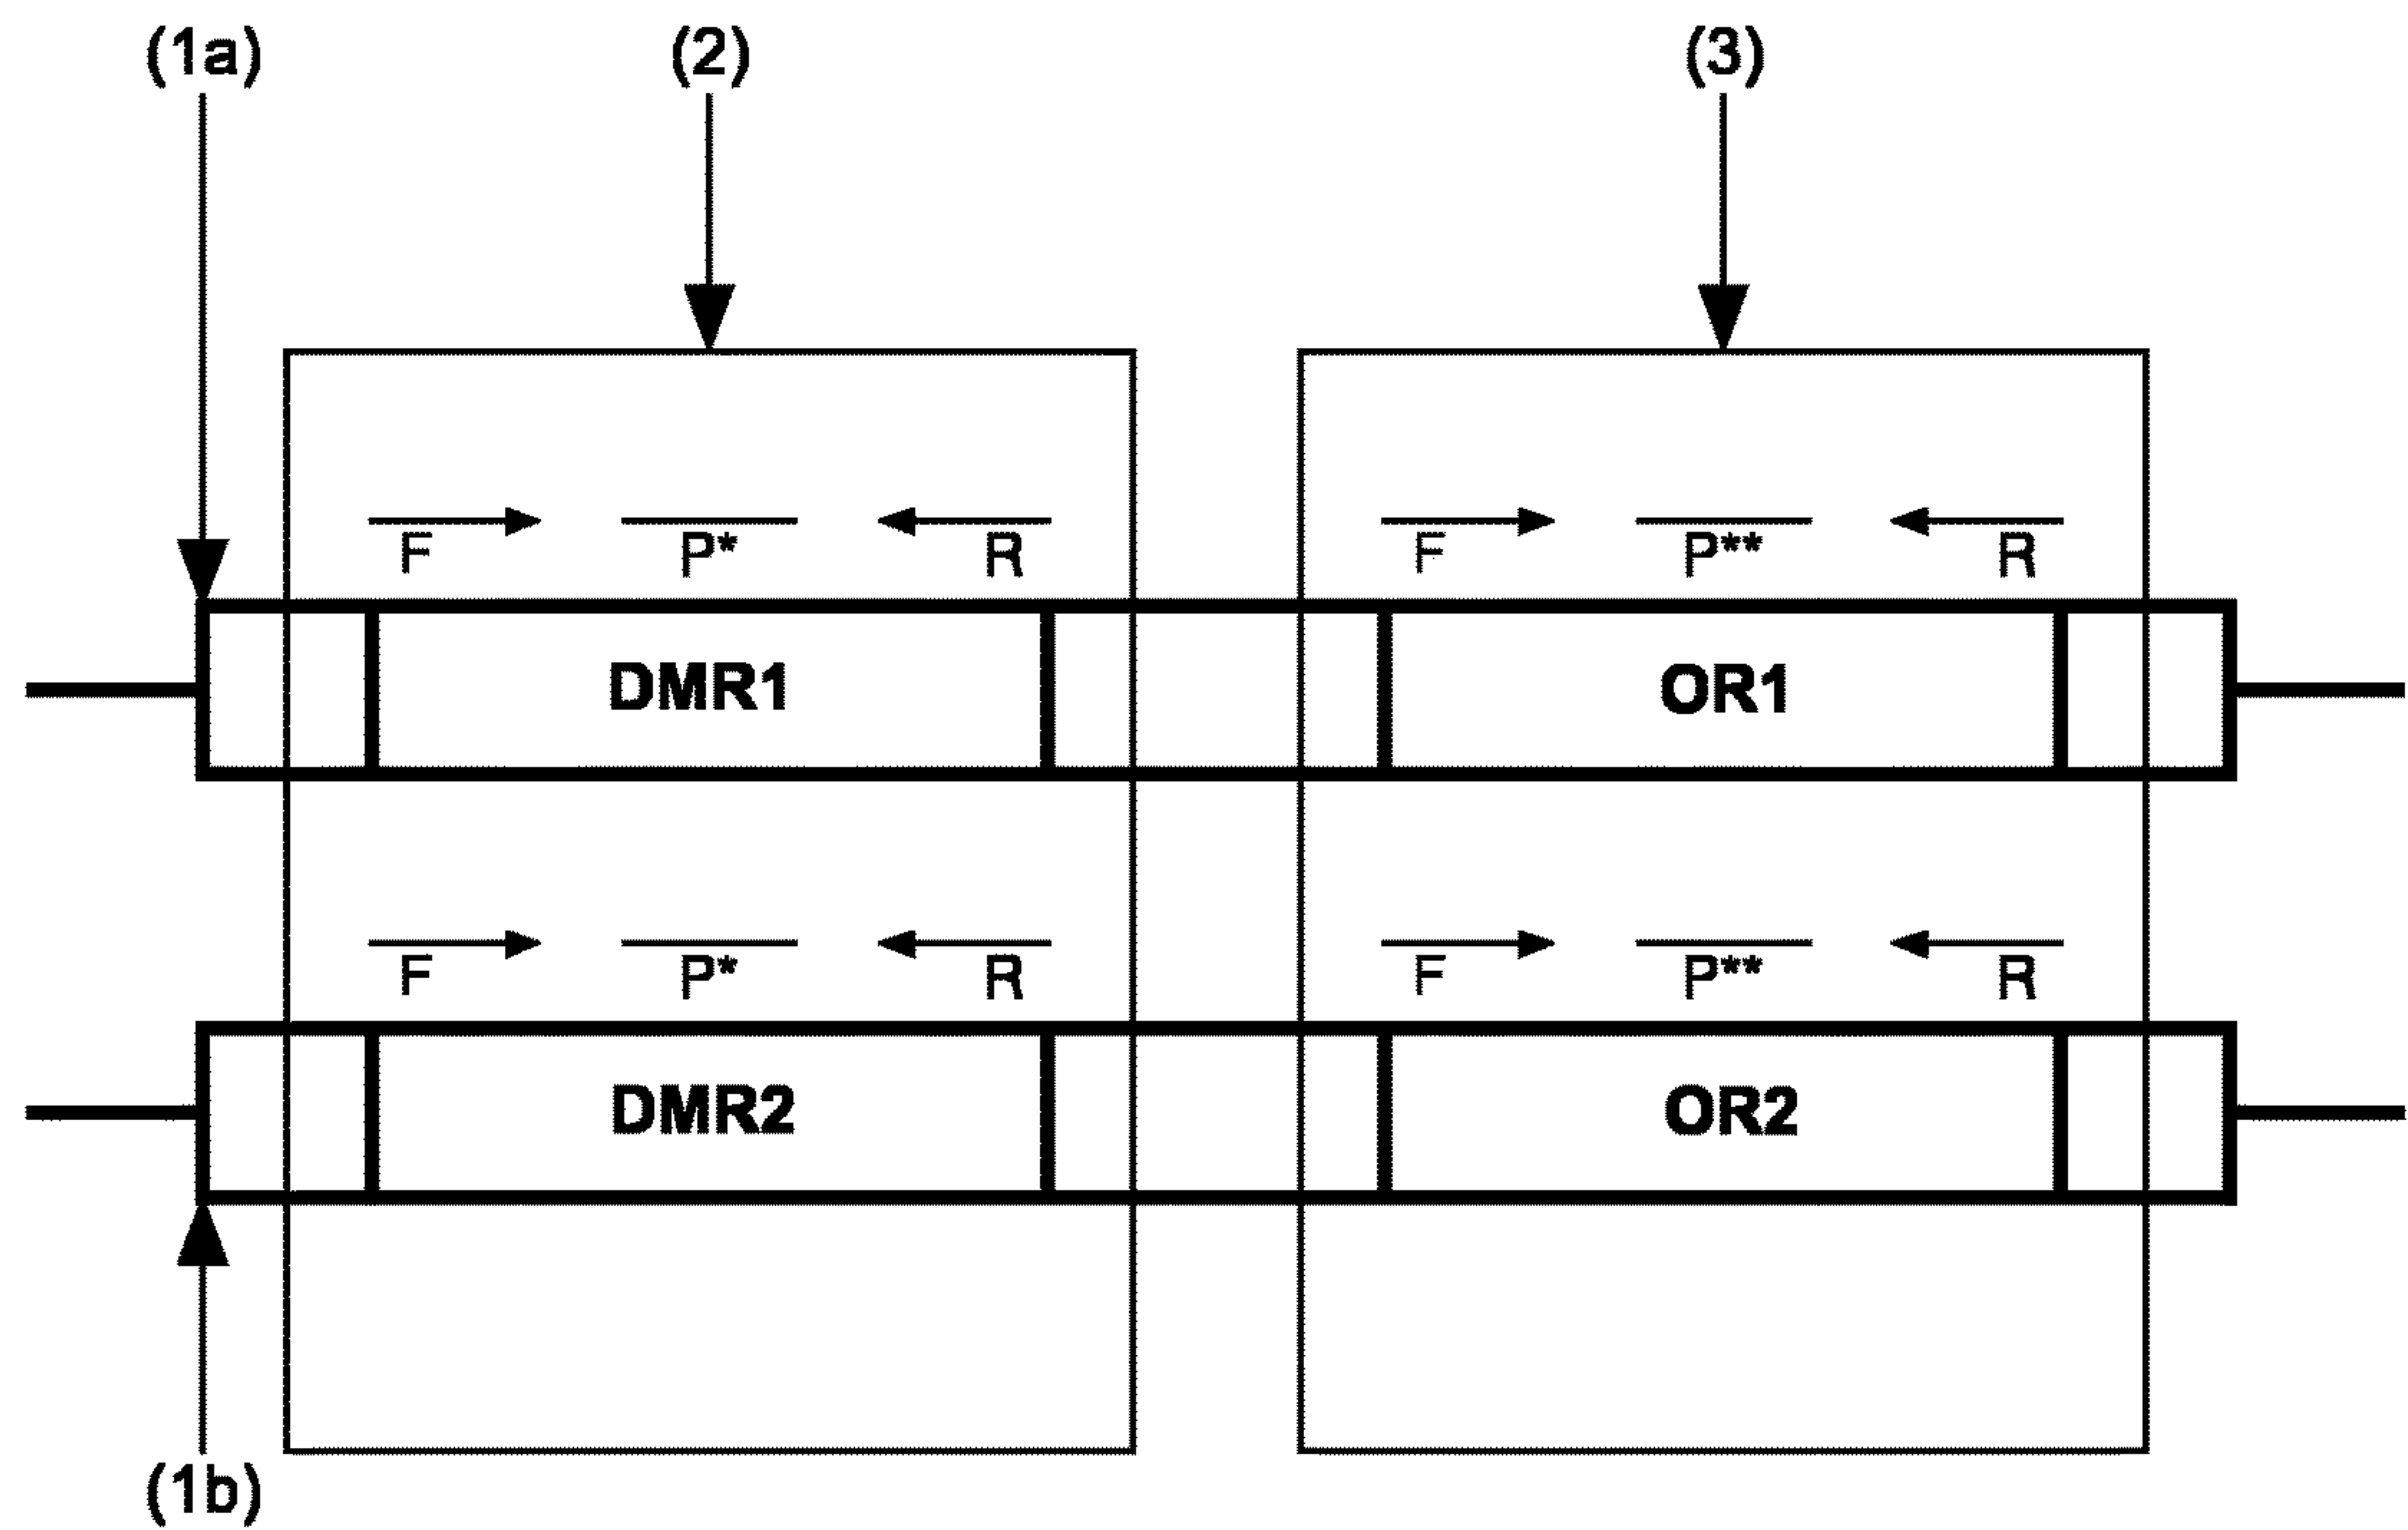 (1a) (2) (3)
F P* R F P** R
DMR1 OR1
F P* R F P** R
DMR2 OR2
(1b)